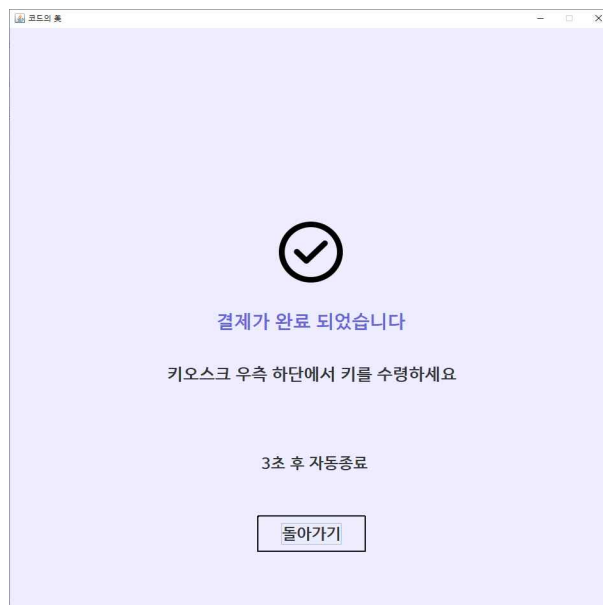 코드의 美
결제가 완료 되었습니다
키오스크 우측 하단에서 키를 수령하세요
3초 후 자동종료
돌아가기